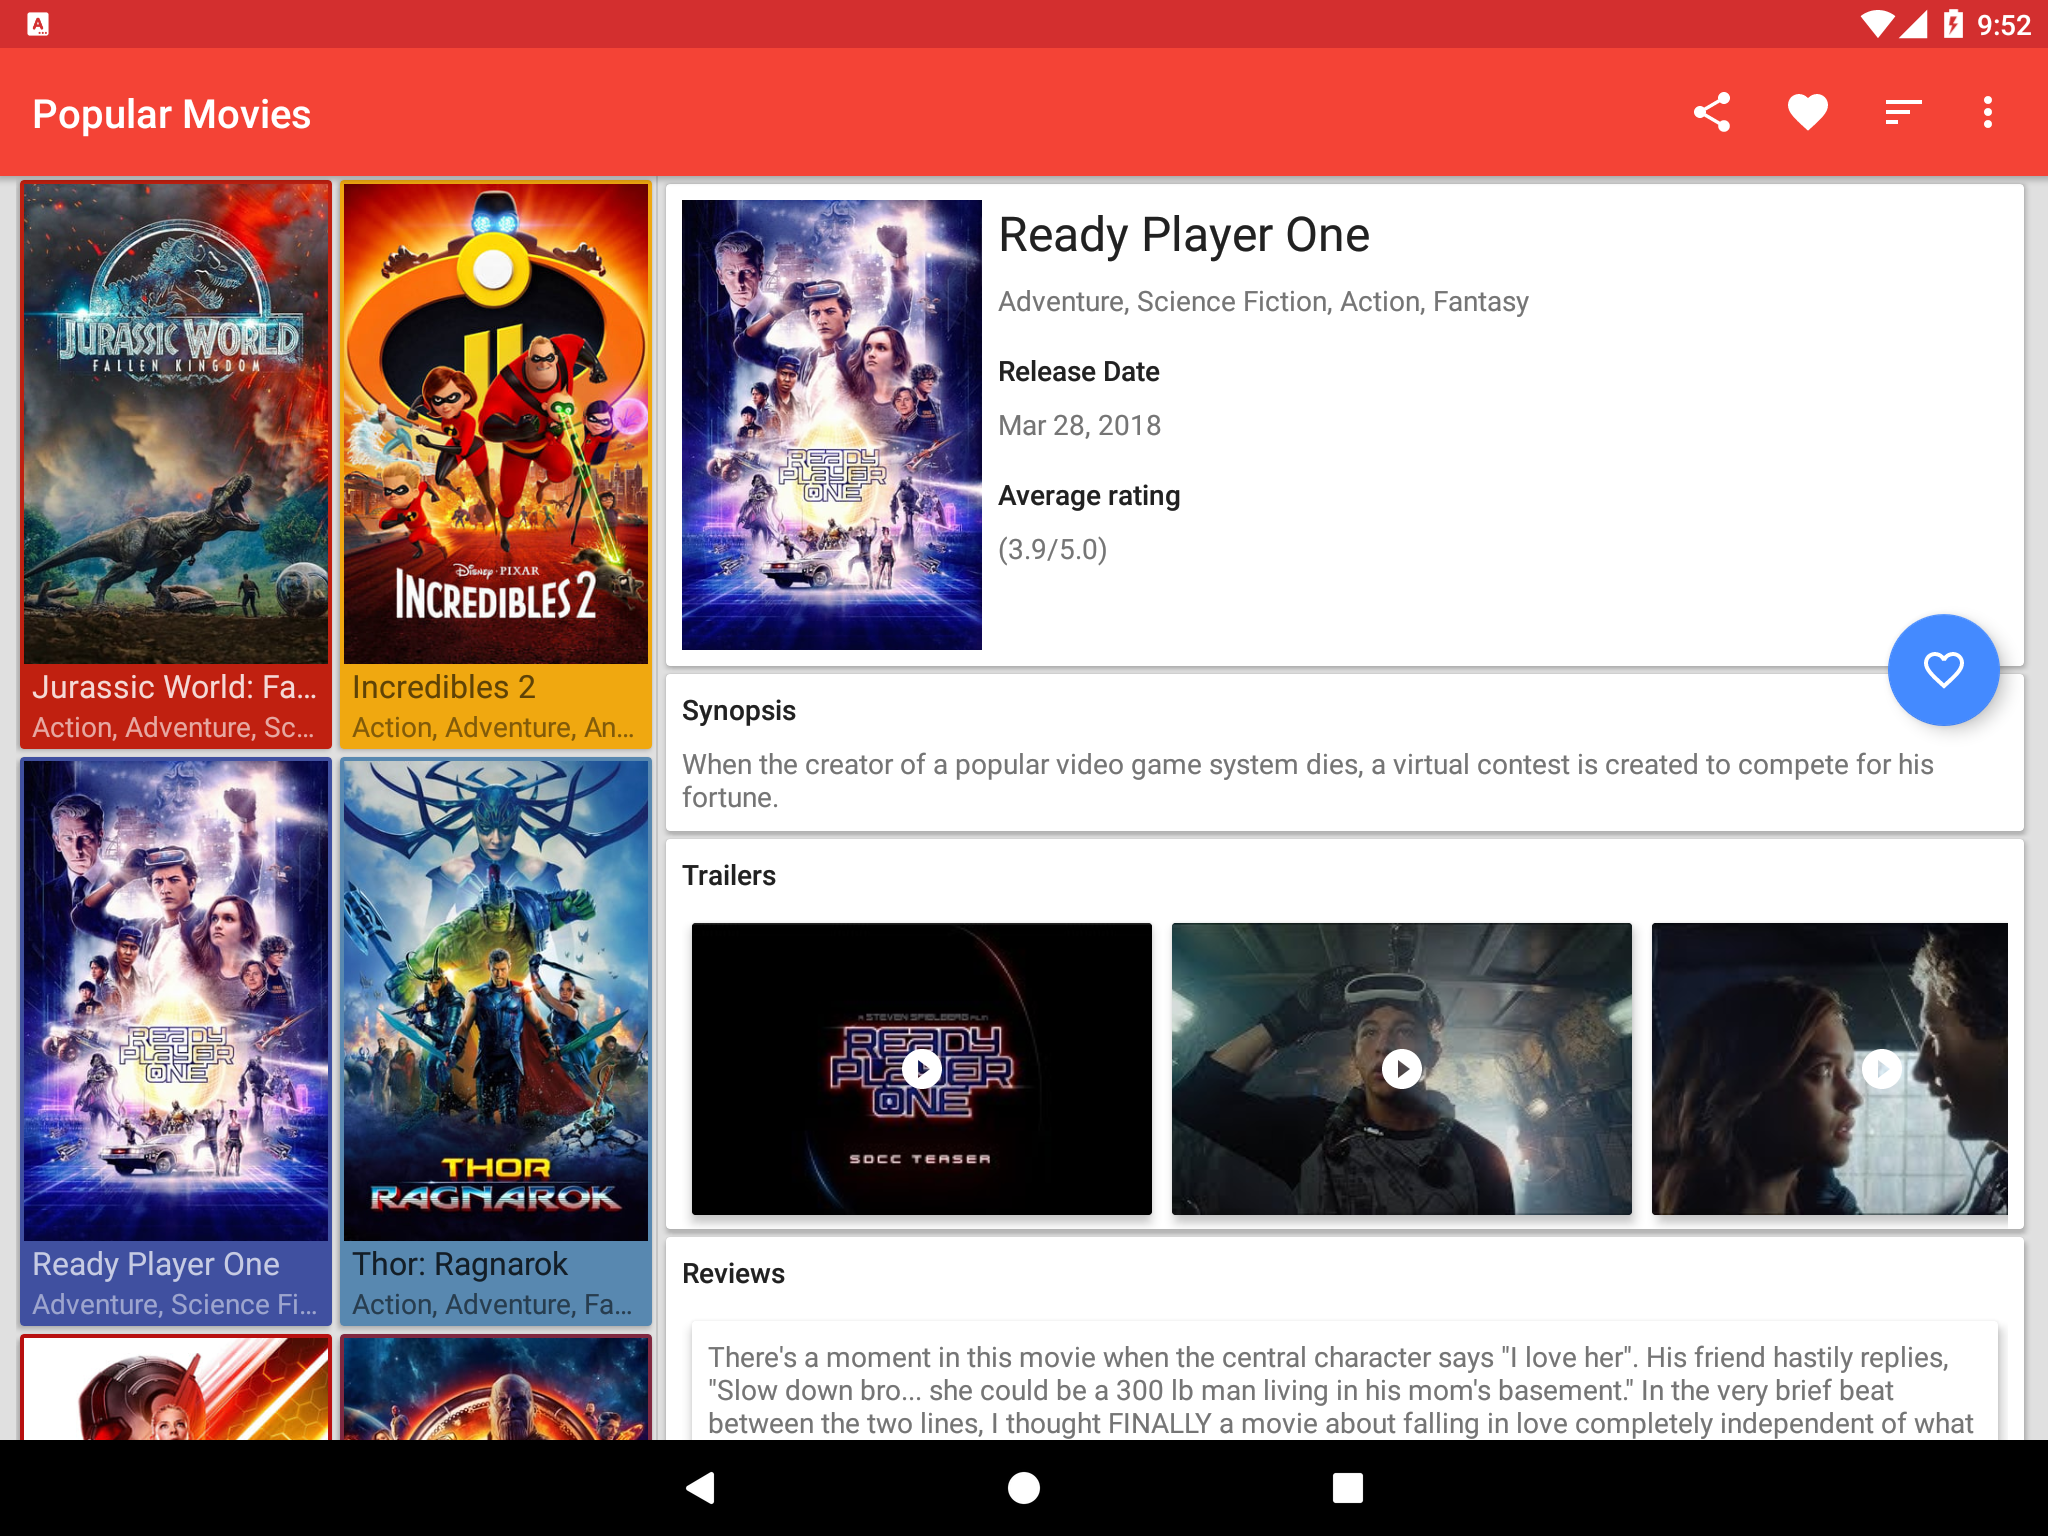 9:52
Popular Movies
JURASSIC WORLD
FALLEN KINGDOM
Jurassic World: Fa...
Action, Adventure, Sc...
Disney · PIXAR
INCREDIBLES 2
Incredibles 2
Action, Adventure, An...
READY
PLAYER
ONE
Ready Player One
Adventure, Science Fi...
THOR
RAGNAROK
Thor: Ragnarok
Action, Adventure, Fa...
READY
PLAYER
ONE
Ready Player One
Adventure, Science Fiction, Action, Fantasy
Release Date
Mar 28, 2018
Average rating
(3.9/5.0)
Synopsis
When the creator of a popular video game system dies, a virtual contest is created to compete for his
fortune.
Trailers
A STEVEN SPIELBERG FILM
READY
PLAYER
ONE
SDCC TEASER
Reviews
There's a moment in this movie when the central character says "I love her". His friend hastily replies,
"Slow down bro... she could be a 300 lb man living in his mom's basement." In the very brief beat
between the two lines, I thought FINALLY a movie about falling in love completely independent of what